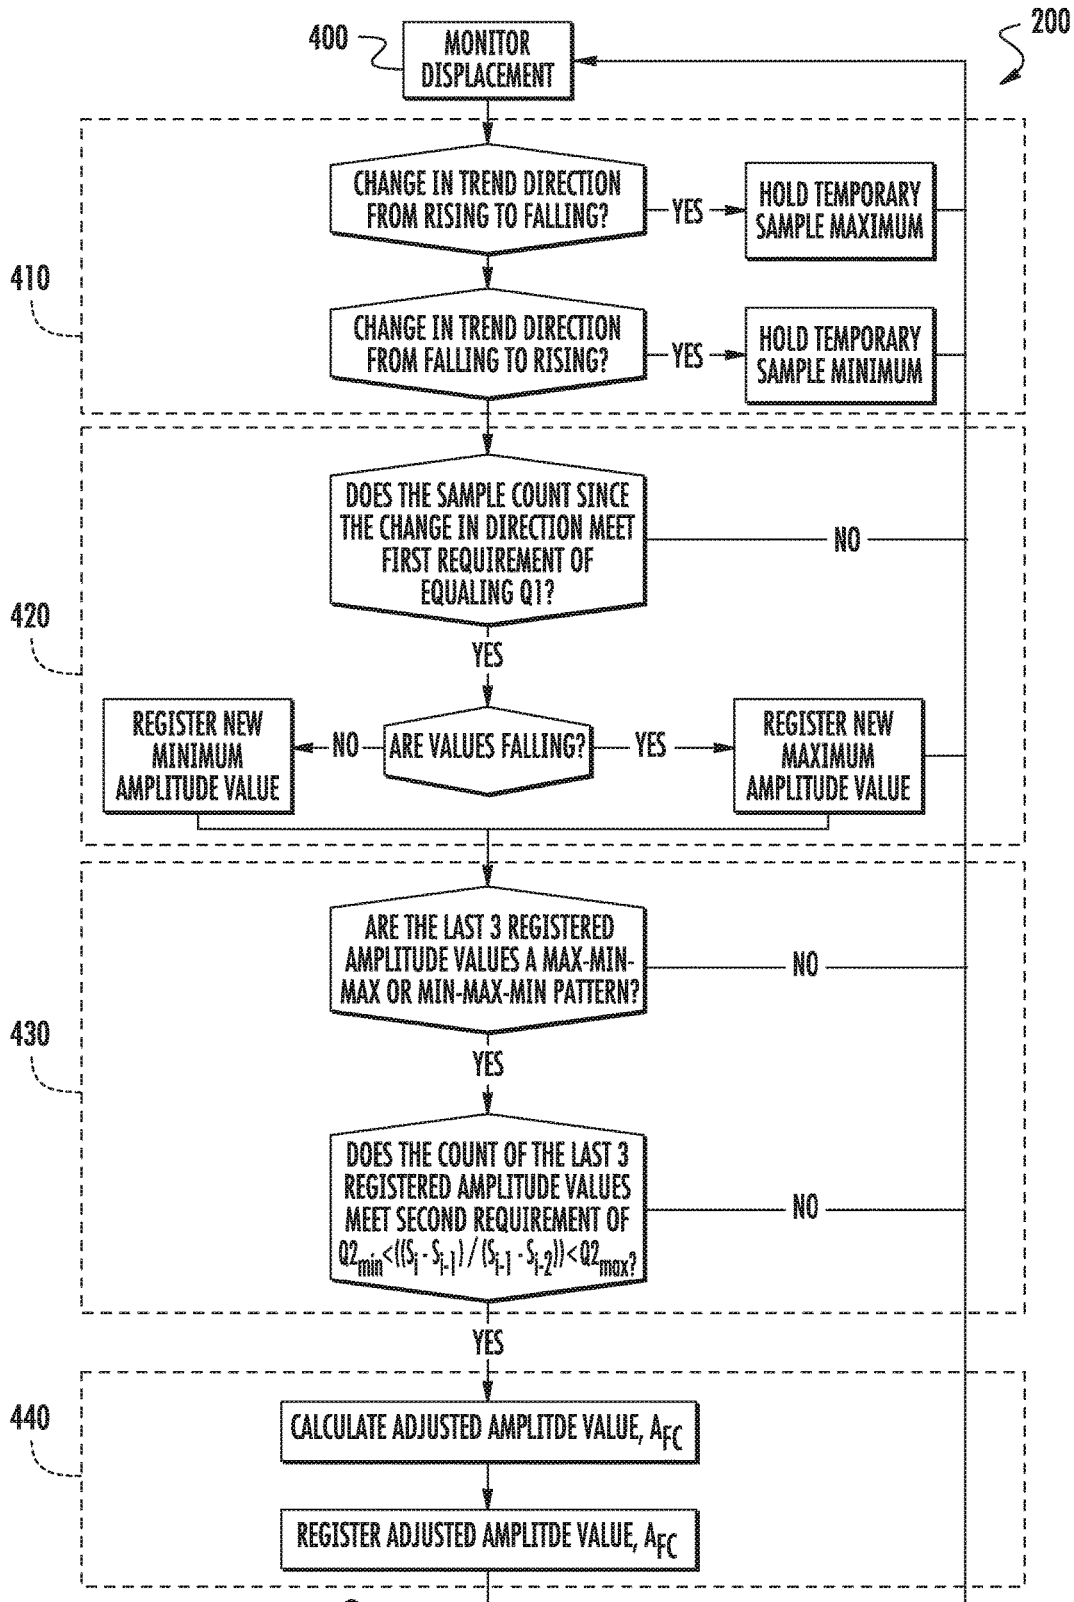 200
400
MONITOR
DISPLACEMENT
410
CHANGE IN TREND DIRECTION
FROM RISING TO FALLING?
YES
HOLD TEMPORARY
SAMPLE MAXIMUM
CHANGE IN TREND DIRECTION
FROM FALLING TO RISING?
YES
HOLD TEMPORARY
SAMPLE MINIMUM
420
DOES THE SAMPLE COUNT SINCE
THE CHANGE IN DIRECTION MEET
FIRST REQUIREMENT OF
EQUALING Q1?
NO
YES
REGISTER NEW
MINIMUM
AMPLITUDE VALUE
NO
ARE VALUES FALLING?
YES
REGISTER NEW
MAXIMUM
AMPLITUDE VALUE
430
ARE THE LAST 3 REGISTERED
AMPLITUDE VALUES A MAX-MIN-
MAX OR MIN-MAX-MIN PATTERN?
NO
YES
DOES THE COUNT OF THE LAST 3
REGISTERED AMPLITUDE VALUES
MEET SECOND REQUIREMENT OF
Q2min<((Si - Si-1) / (Si-1 - Si-2))<Q2max?
NO
YES
440
CALCULATE ADJUSTED AMPLITDE VALUE, AFC
REGISTER ADJUSTED AMPLITDE VALUE, AFC